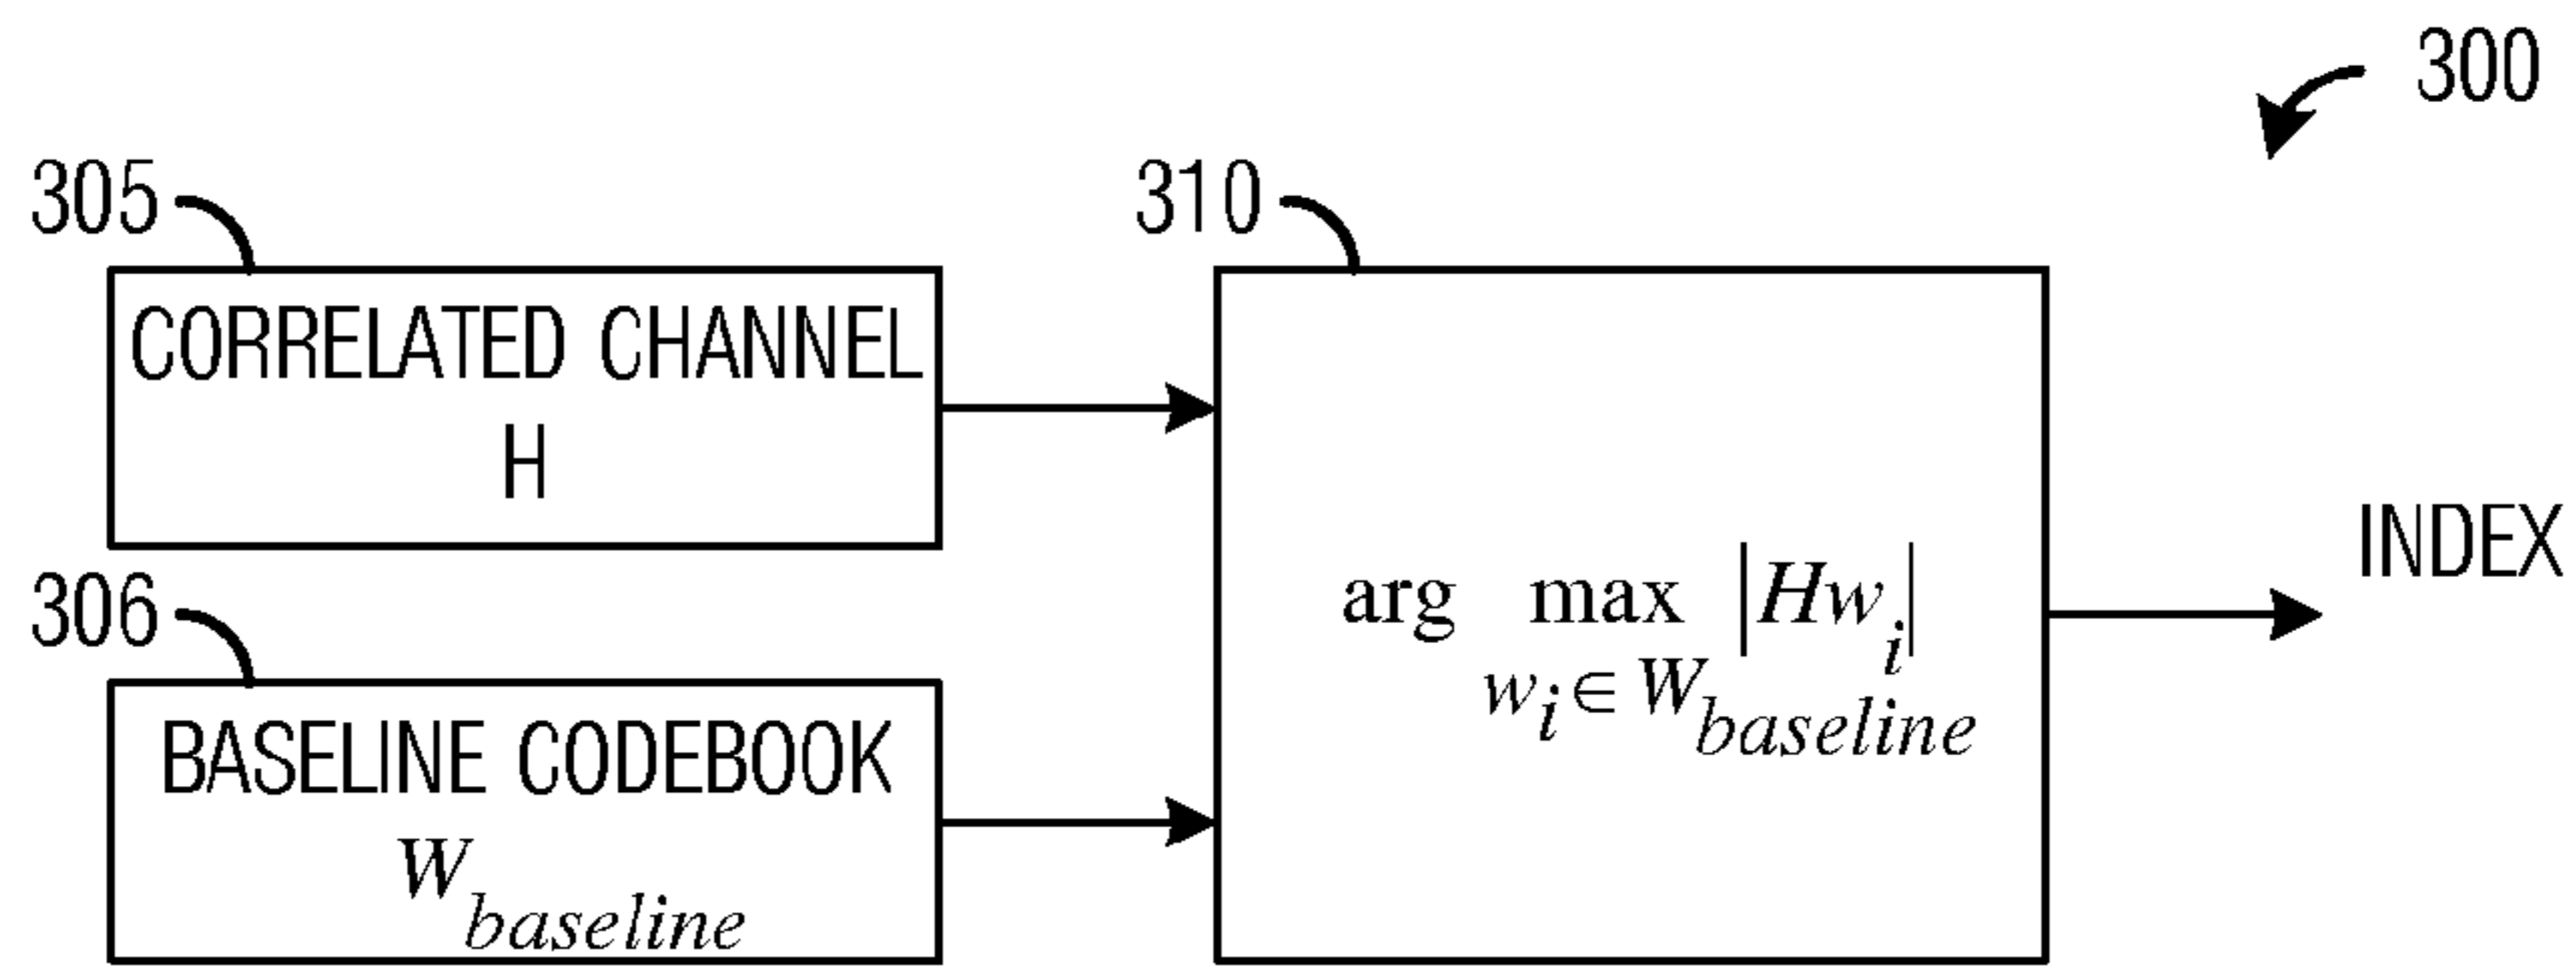 300
305
310
CORRELATED CHANNEL
H
INDEX
arg max |Hw_i|
w_i ∈ W_baseline
306
BASELINE CODEBOOK
W_baseline